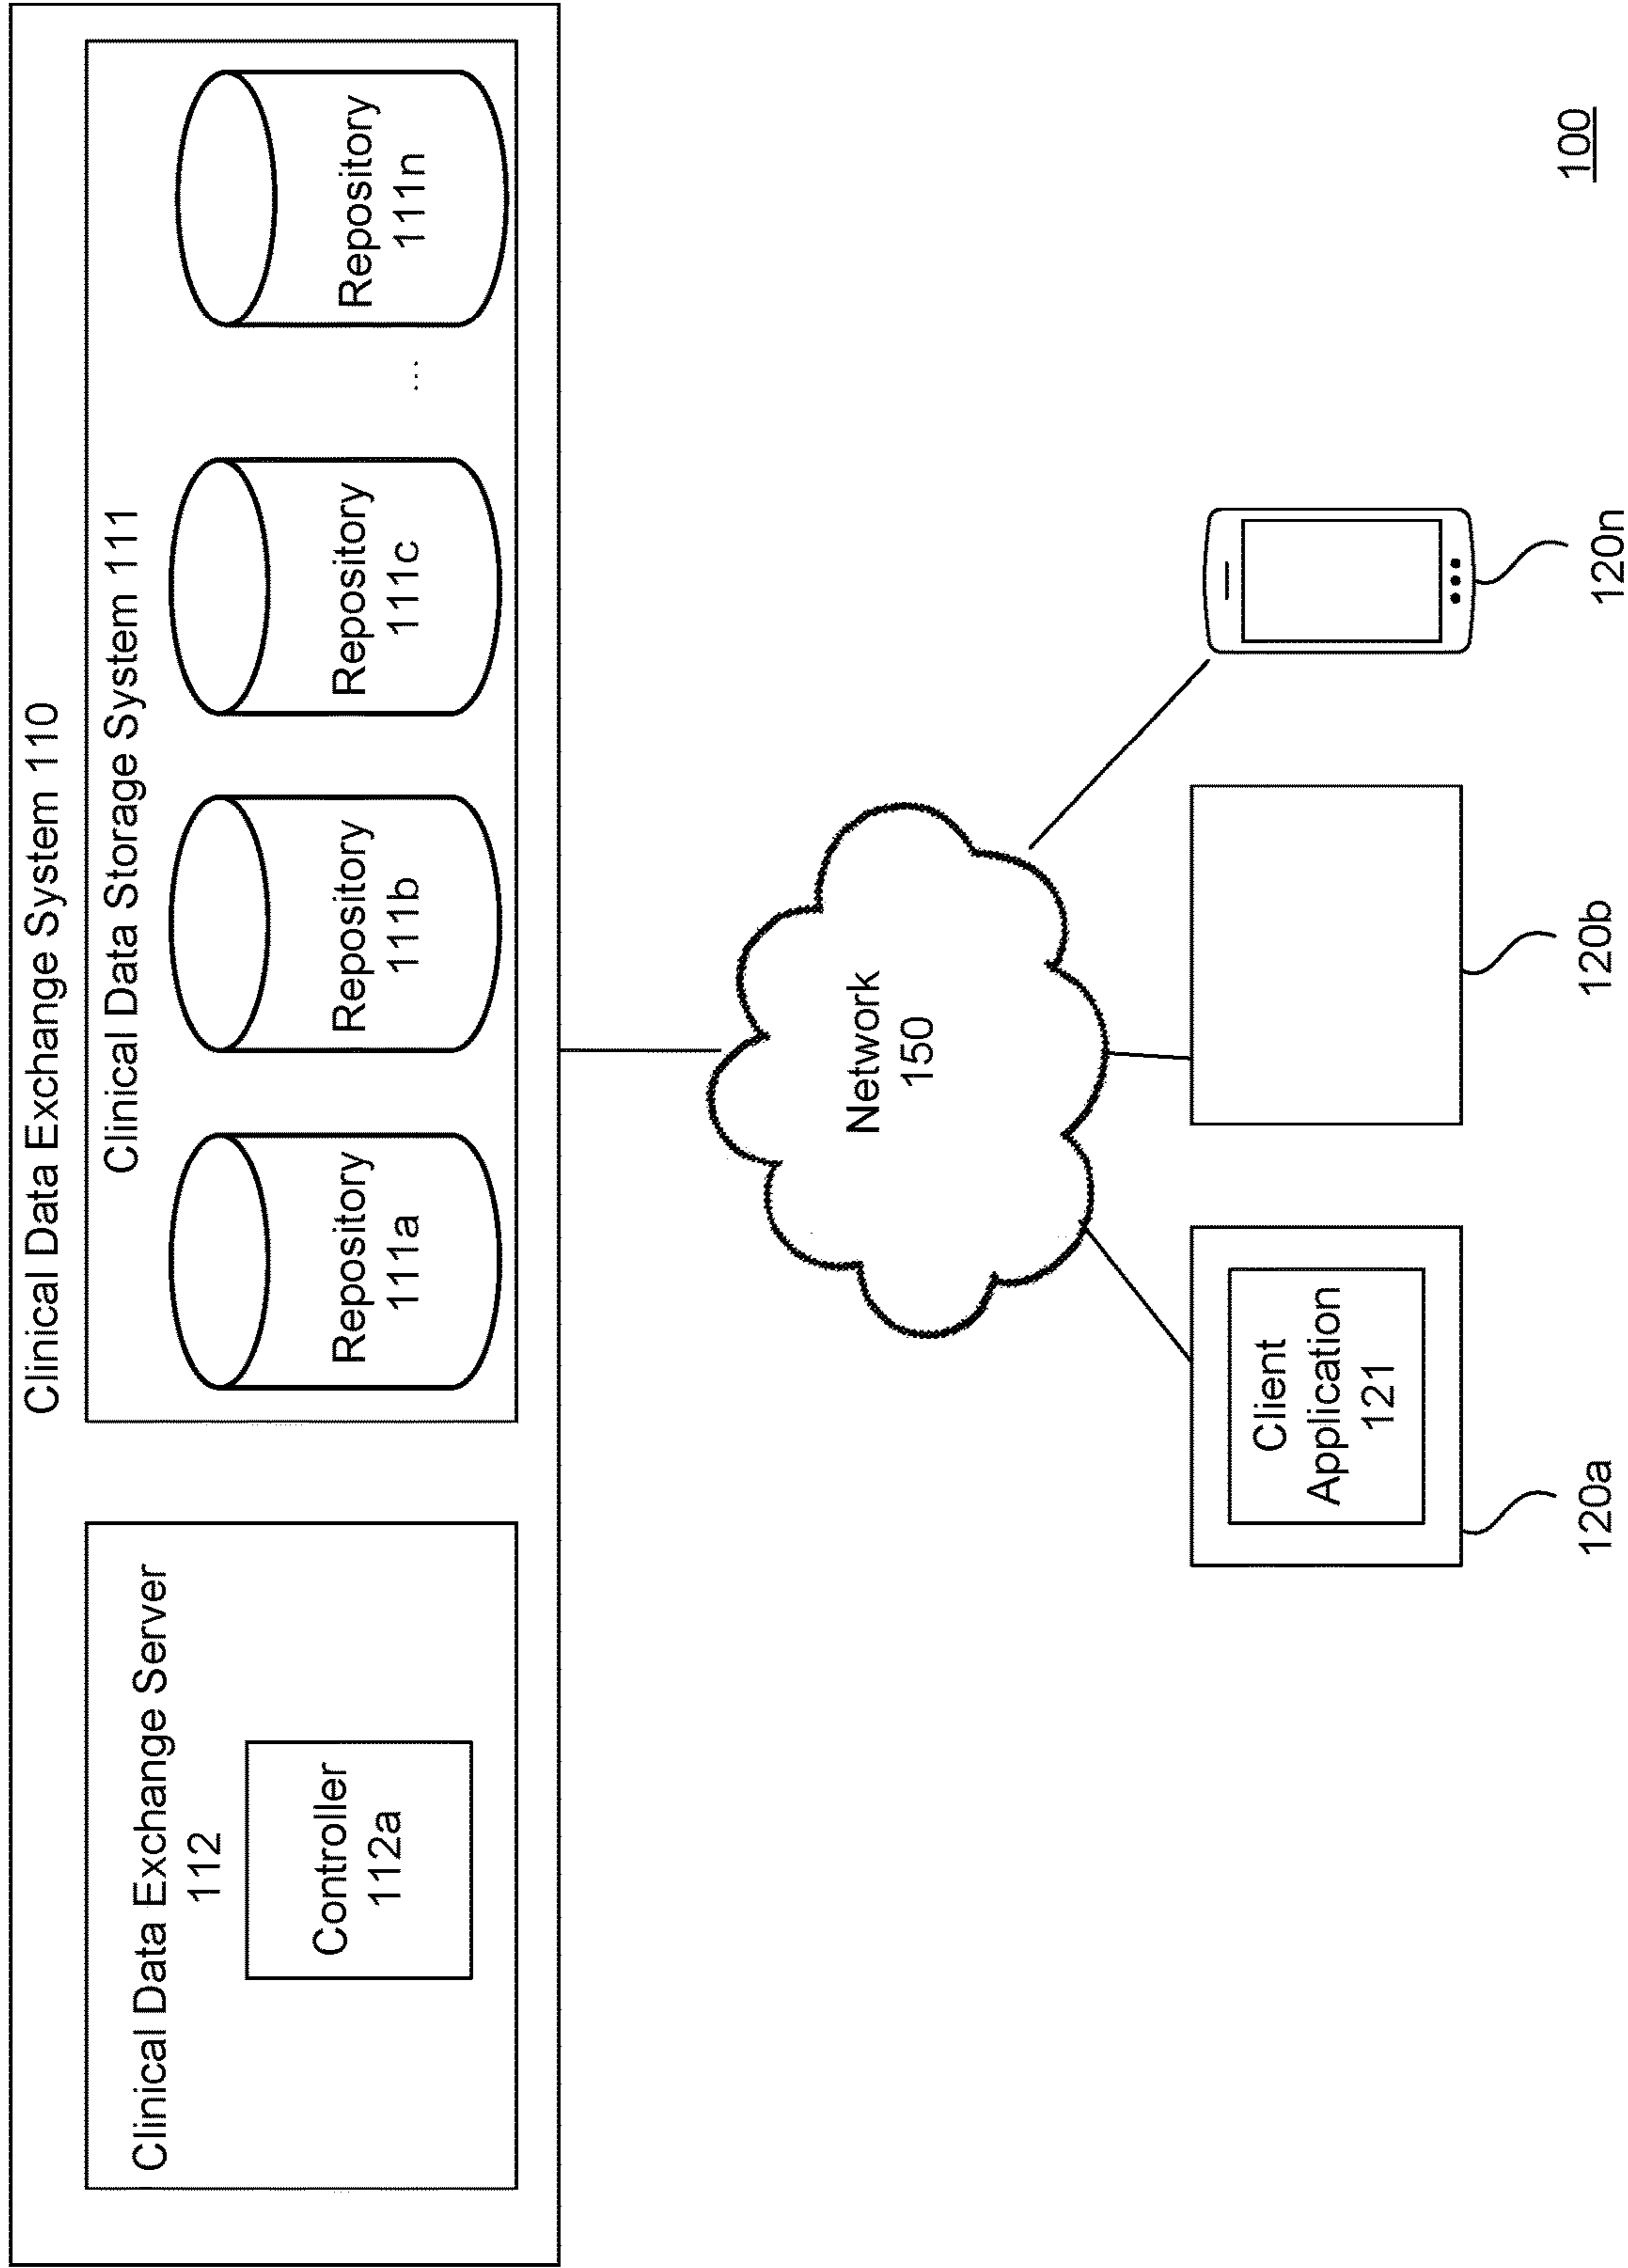 Clinical Data Exchange System 110
Clinical Data Exchange Server
112
Controller
112a
Clinical Data Storage System 111
Repository
111a
Repository
111b
Repository
111c
...
Repository
111n
Network
150
Client
Application
121
120a
120b
120n
100